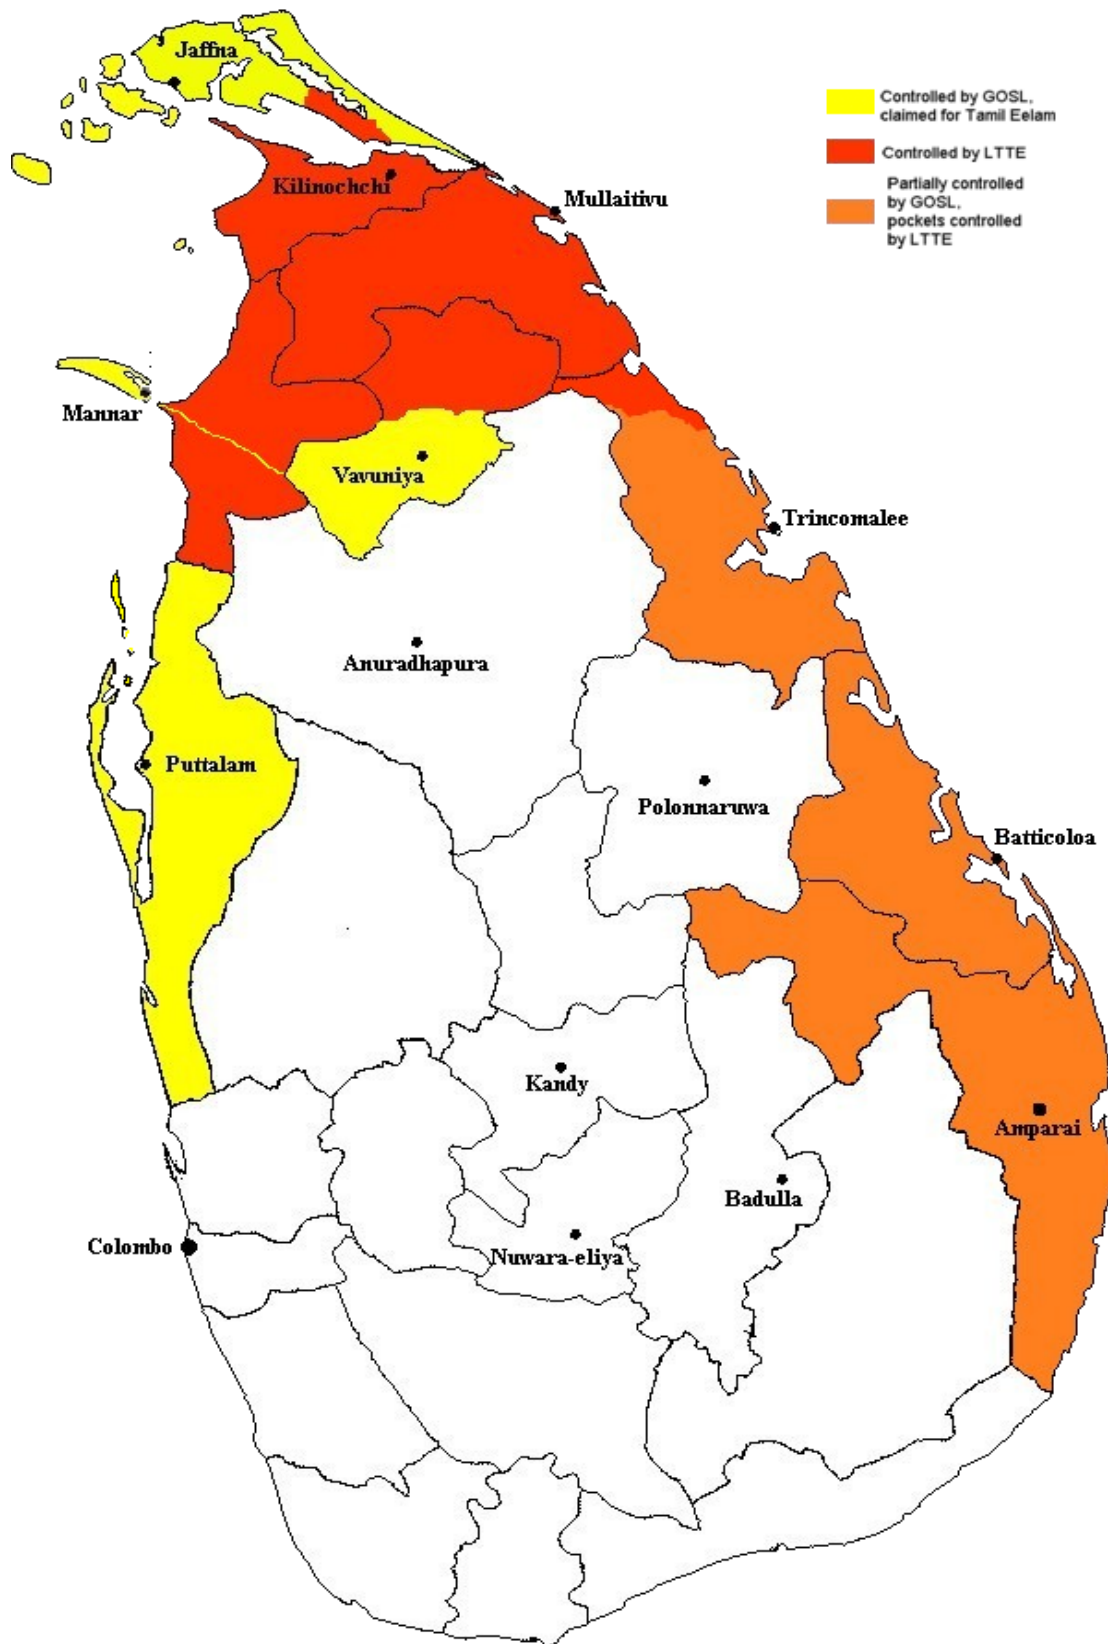 Jaffna
Controlled by GOSL,
claimed for Tamil Eelam
Controlled by LTTE
Partially controlled
by GOSL,
pockets controlled
by LTTE
Kilinochchi
Mullaitivu
Mannar
Vavuniya
Trincomalee
Anuradhapura
Puttalam
Polonnaruwa
Batticoloa
Kandy
Amparai
Badulla
Colombo
Nuwara-eliya